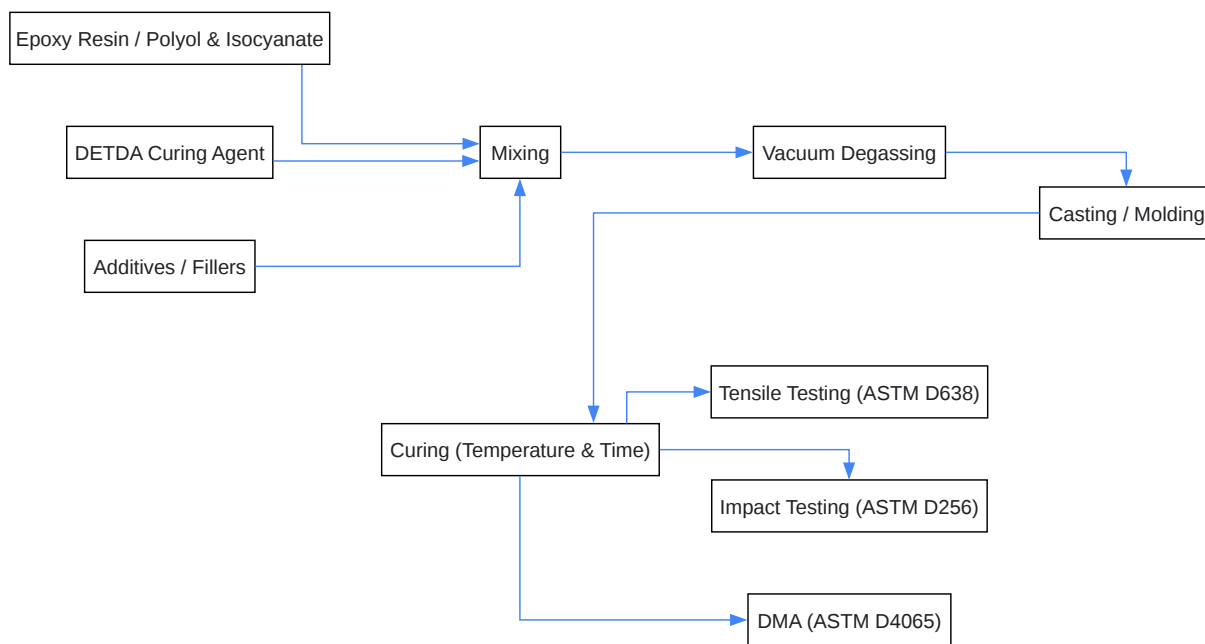 Epoxy Resin / Polyol & Isocyanate
DETDA Curing Agent
Mixing
Vacuum Degassing
Casting / Molding
Additives / Fillers
Tensile Testing (ASTM D638)
Curing (Temperature & Time)
Impact Testing (ASTM D256)
DMA (ASTM D4065)